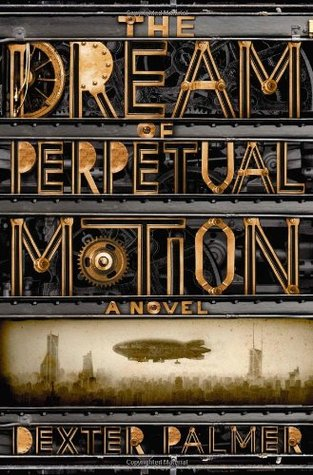 THE
DREAM
OF
PERPETUAL
MOTION
A NOVEL
DEXTER PALMER